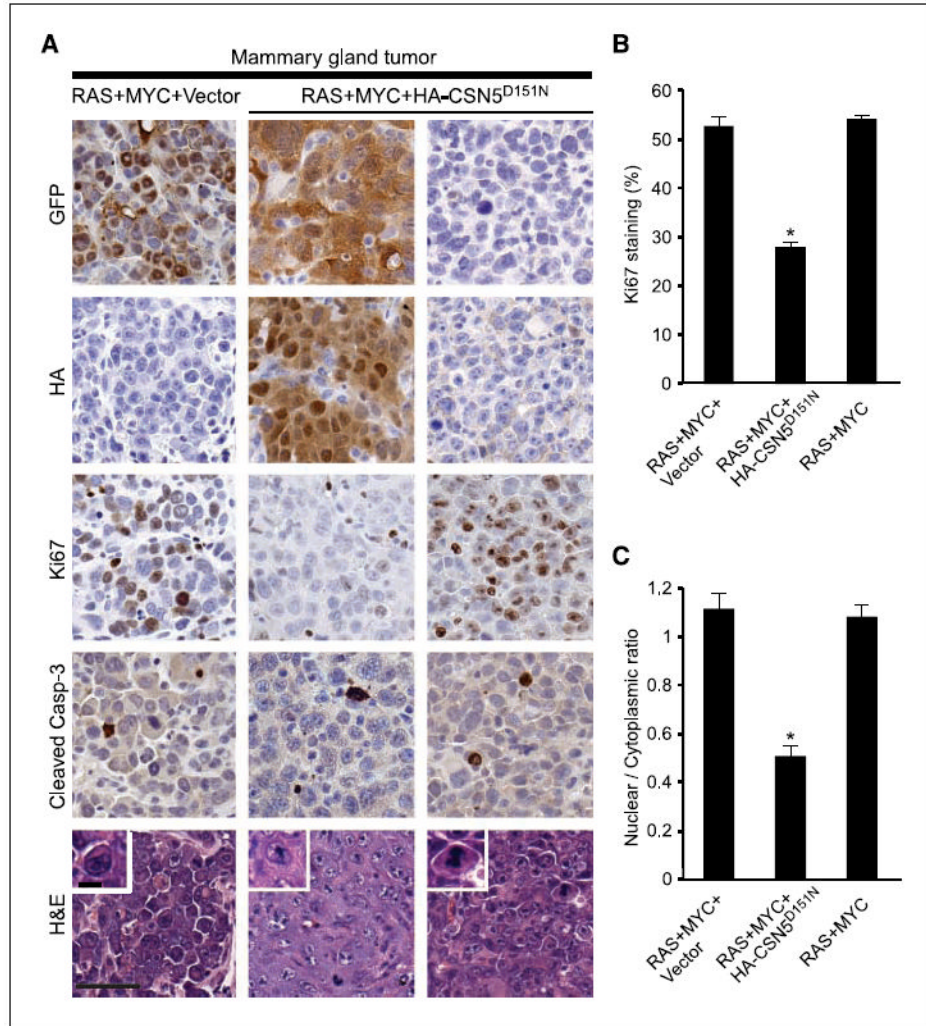 A
Mammary gland tumor
RAS+MYC+Vector
RAS+MYC+HA-CSN5D151N
GFP
HA
Ki67
Cleaved Casp-3
H&E
B
Ki67 staining (%)
60
50
40
30
20
10
0
*
RAS+MYC+
Vector
RAS+MYC+
HA-CSN5D151N
RAS+MYC
C
Nuclear / Cytoplasmic ratio
1.2
1
0.8
0.6
0.4
0.2
0
*
RAS+MYC+
Vector
RAS+MYC+
HA-CSN5D151N
RAS+MYC